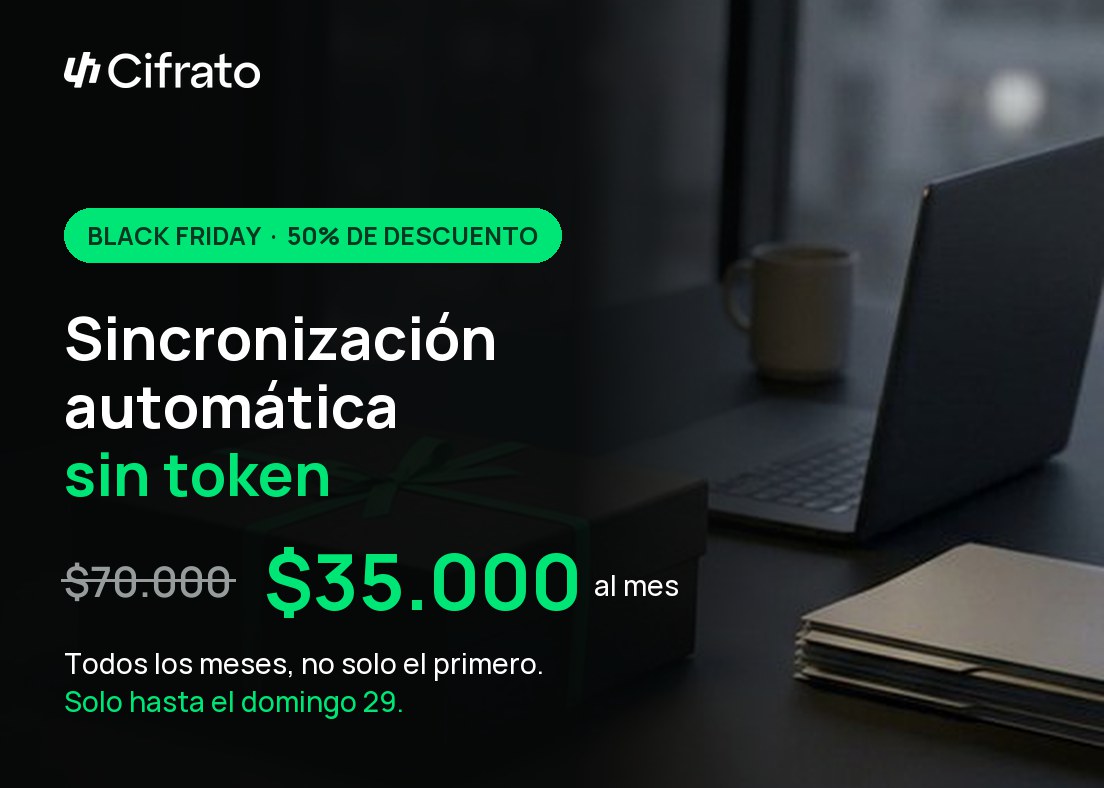 Cifrato
BLACK FRIDAY · 50% DE DESCUENTO
Sincronización
automática
sin token
$70.000 $35.000 al mes
Todos los meses, no solo el primero.
Solo hasta el domingo 29.